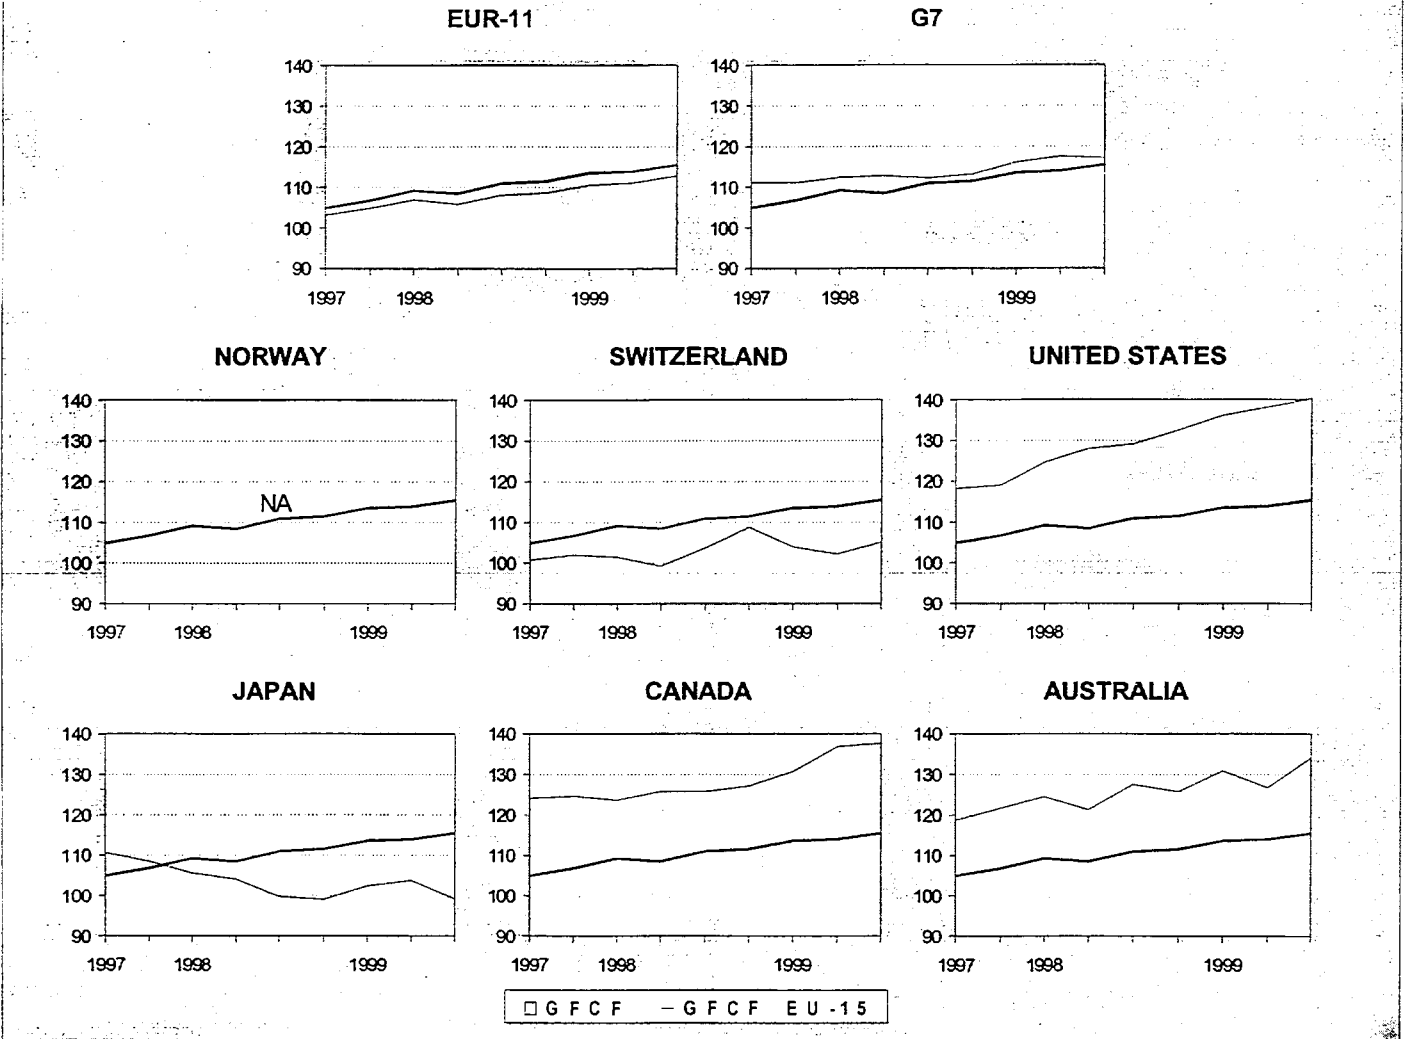 EUR-11 G7
140 140
130 130
120 120
110 110
100 100
90 90
1997 1998 1999 1997 1998 1999
NORWAY SWITZERLAND UNITED STATES
140 140 140
130 130 130
120 120 120
NA
110 110 110
100 100 100
90 90 90
1997 1998 1999 1997 1998 1999 1997 1998 1999
JAPAN CANADA AUSTRALIA
140 140 140
130 130 130
120 120 120
110 110 110
100 100 100
90 90 90
1997 1998 1999 1997 1998 1999 1997 1998 1999
GFCF GFCF EU-15